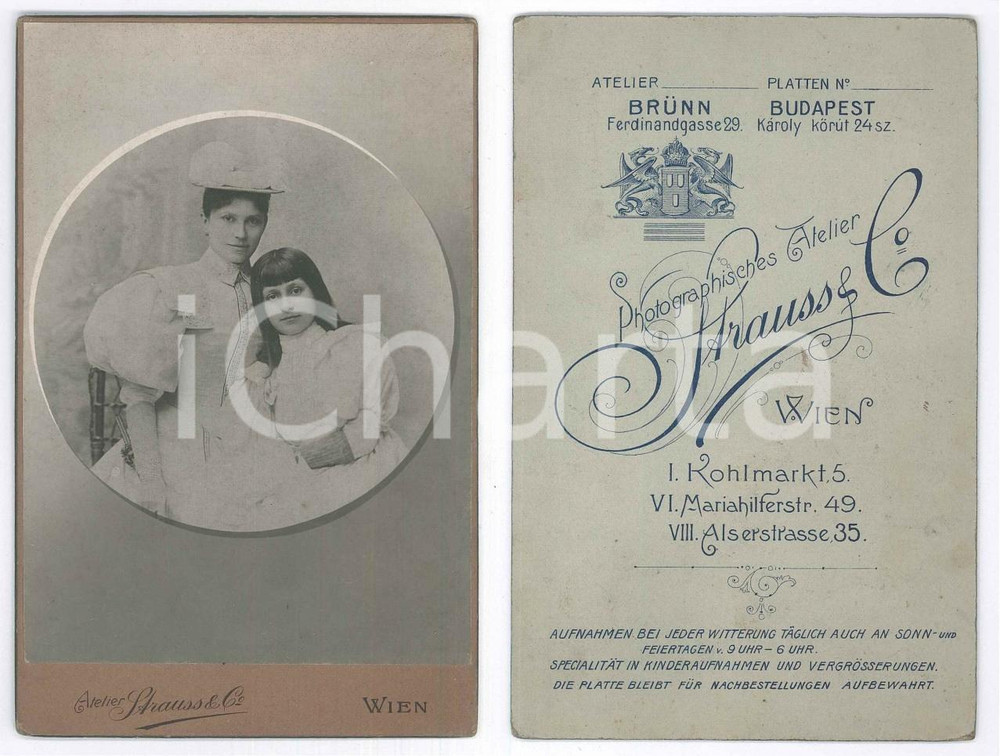 Atelier Strauss & Co
WIEN
iCharta
ATELIER PLATTEN No
BRÜNN BUDAPEST
Ferdinandgasse 29. Károly körút 24 sz.
Photographisches Atelier
Strauss & Co
WIEN
I. Kohlmarkt, 5.
VI. Mariahilferstr. 49.
VIII. Alserstrasse, 35.
AUFNAHMEN BEI JEDER WITTERUNG TÄGLICH AUCH AN SONN- UND
FEIERTAGEN v. 9 UHR – 6 UHR.
SPECIALITÄT IN KINDERAUFNAHMEN UND VERGRÖSSERUNGEN.
DIE PLATTE BLEIBT FÜR NACHBESTELLUNGEN AUFBEWAHRT.